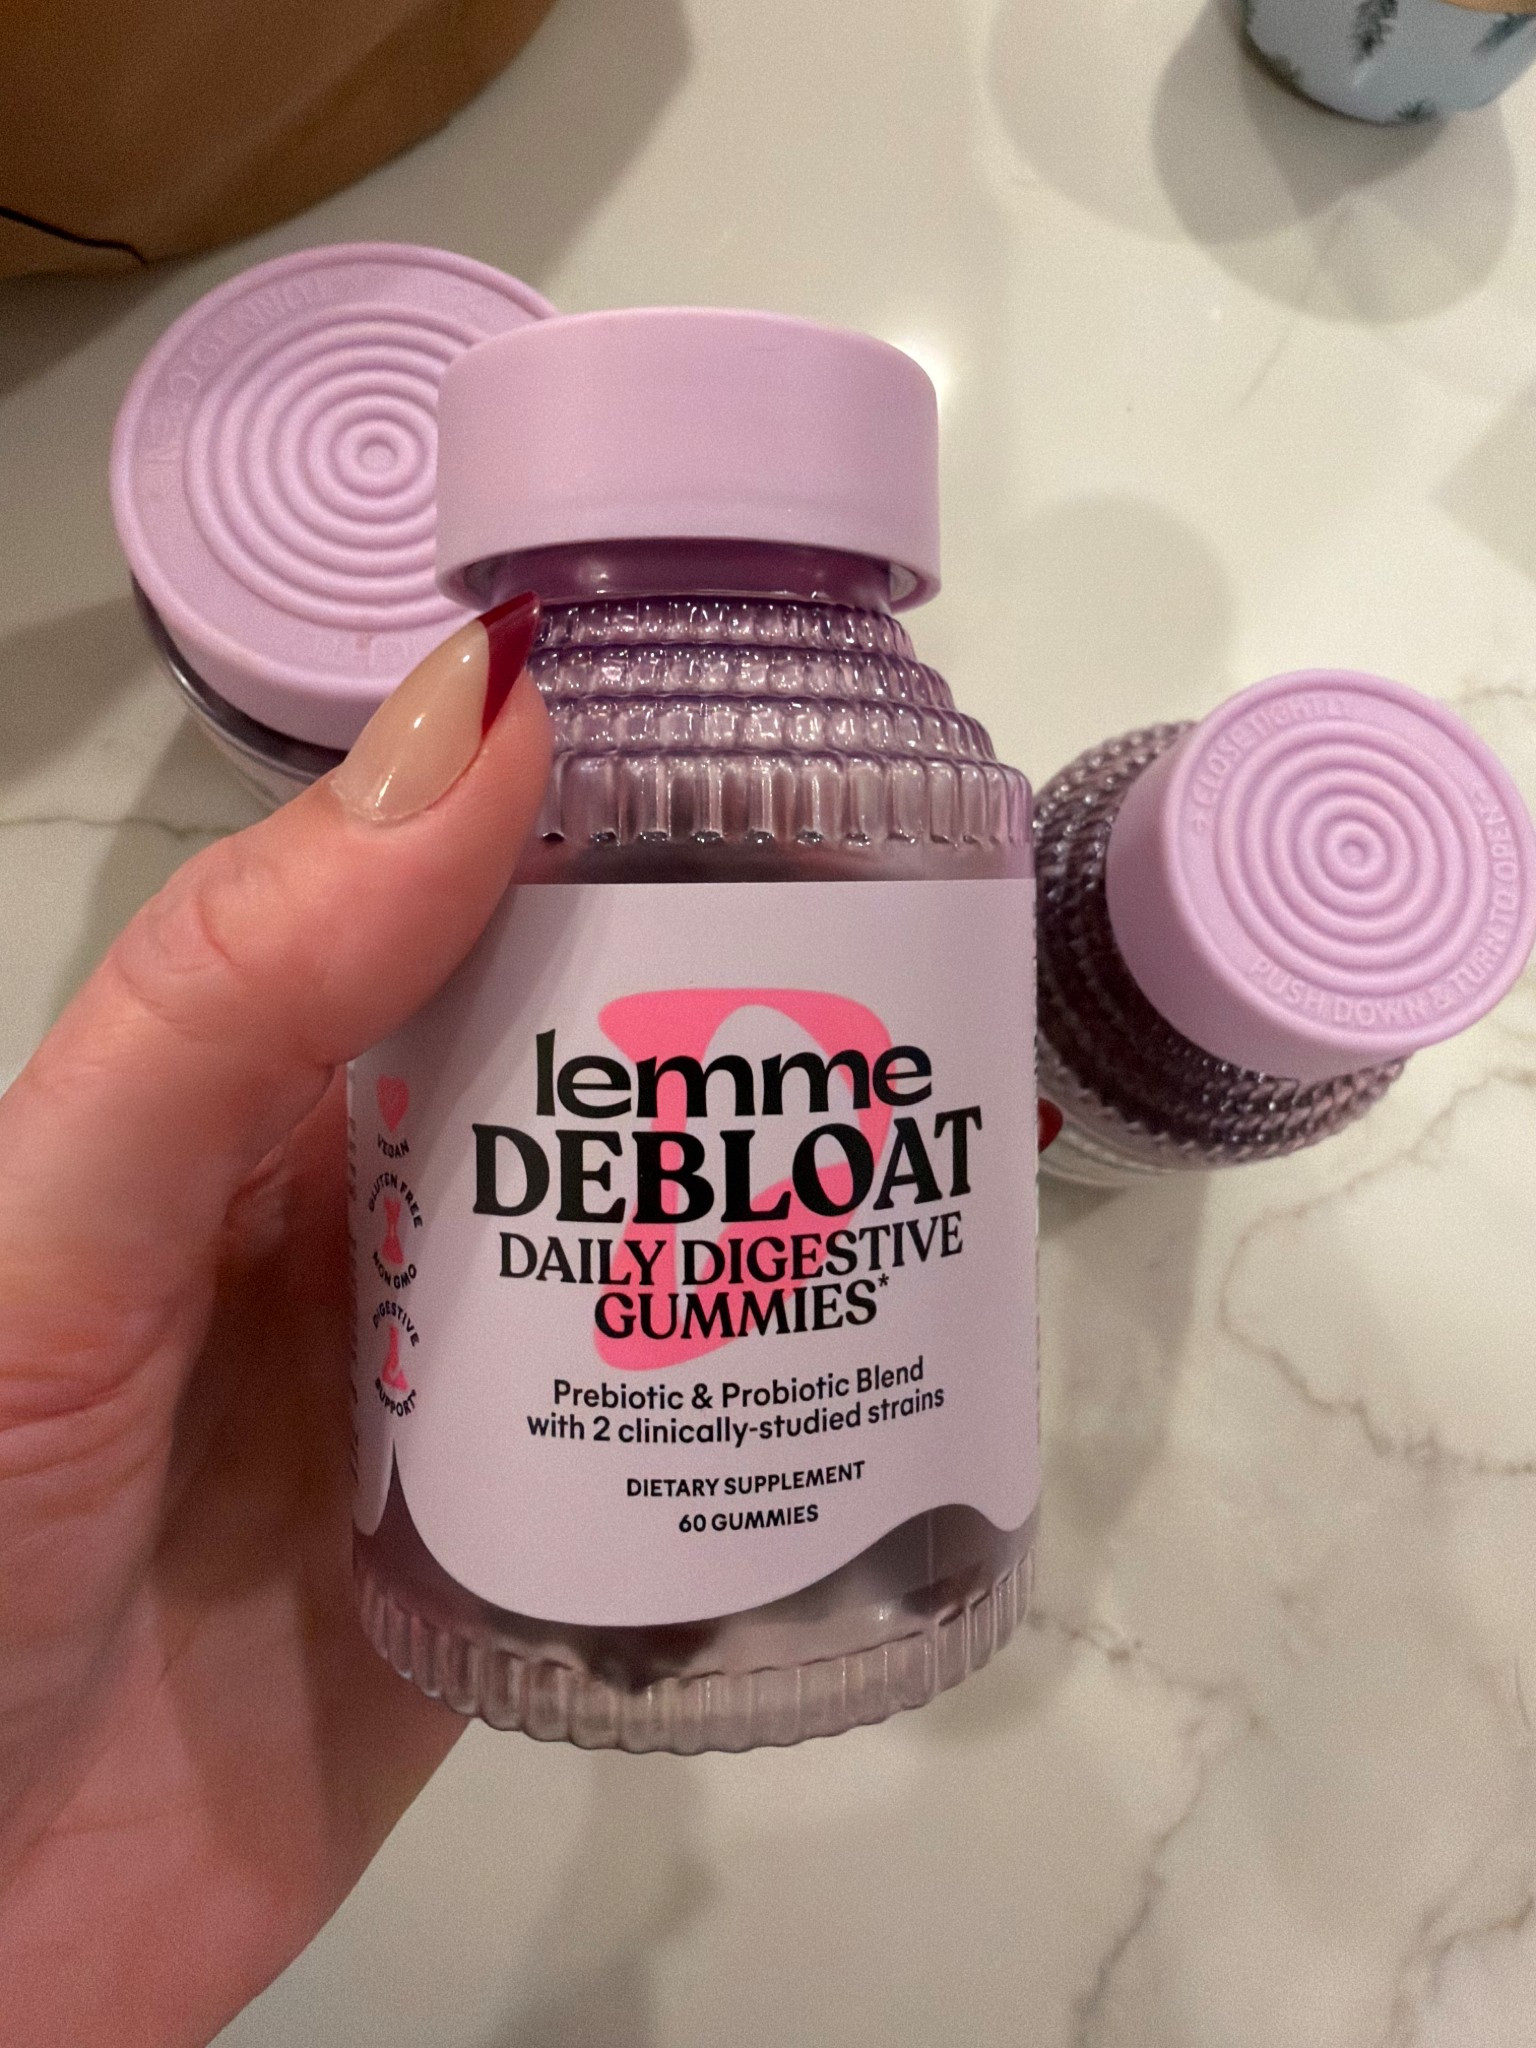 CLOSE TIGHTLY
PUSH DOWN & TURN TO OPEN
lemme
DEBLOAT
DAILY DIGESTIVE
GUMMIES*
Prebiotic & Probiotic Blend
with 2 clinically-studied strains
DIETARY SUPPLEMENT
60 GUMMIES
VEGAN
GLUTEN FREE
NON GMO
DIGESTIVE
SUPPORT*